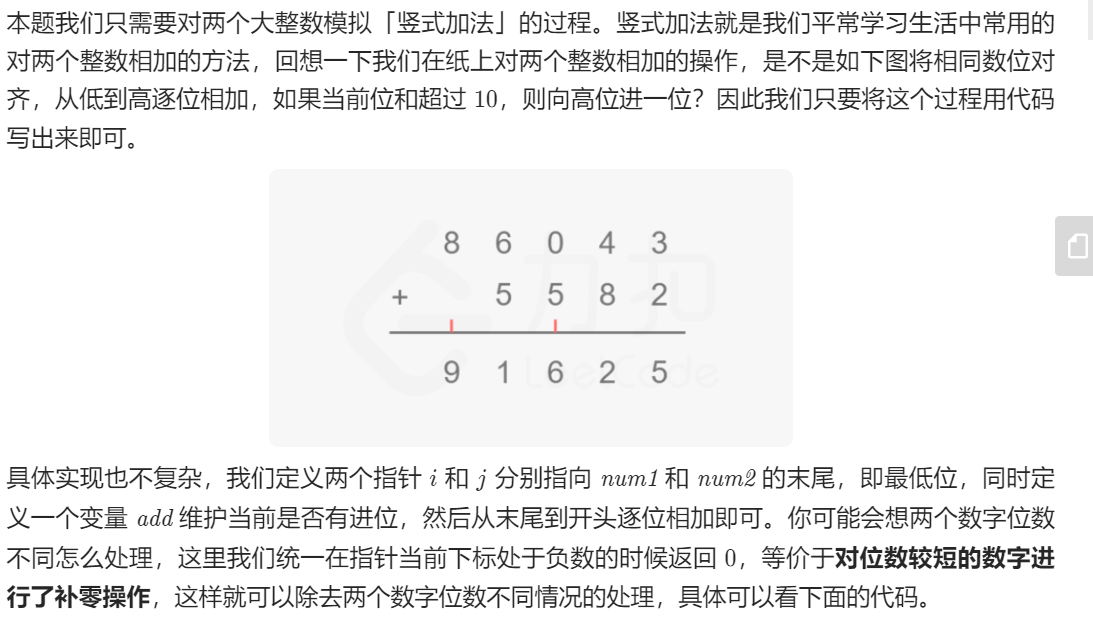 本题我们只需要对两个大整数模拟「竖式加法」的过程。竖式加法就是我们平常学习生活中常用的
对两个整数相加的方法，回想一下我们在纸上对两个整数相加的操作，是不是如下图将相同数位对
齐，从低到高逐位相加，如果当前位和超过 10，则向高位进一位？因此我们只要将这个过程用代码
写出来即可。
8 6 0 4 3
+ 5 5 8 2
9 1 6 2 5
力扣
LeetCode
具体实现也不复杂，我们定义两个指针 i 和 j 分别指向 num1 和 num2 的末尾，即最低位，同时定
义一个变量 add 维护当前是否有进位，然后从末尾到开头逐位相加即可。你可能会想两个数字位数
不同怎么处理，这里我们统一在指针当前下标处于负数的时候返回 0，等价于对位数较短的数字进
行了补零操作，这样就可以除去两个数字位数不同情况的处理，具体可以看下面的代码。